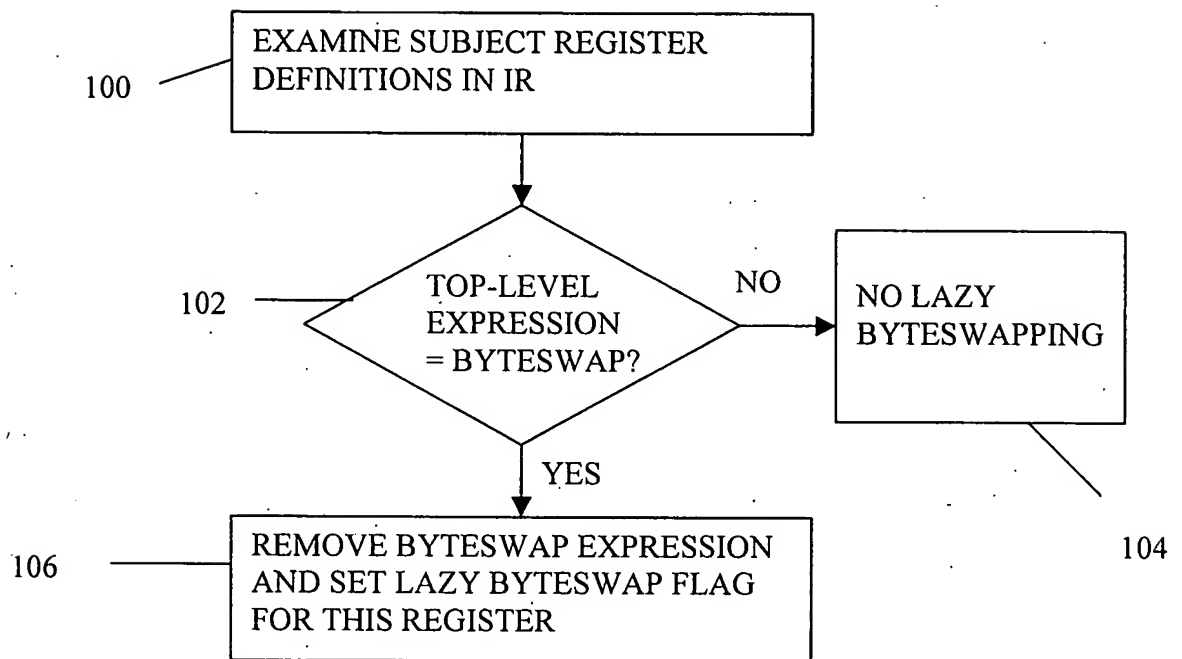 EXAMINE SUBJECT REGISTER
DEFINITIONS IN IR
100
TOP-LEVEL
EXPRESSION
= BYTESWAP?
102
NO
NO LAZY
BYTESWAPPING
104
YES
REMOVE BYTESWAP EXPRESSION
AND SET LAZY BYTESWAP FLAG
FOR THIS REGISTER
106